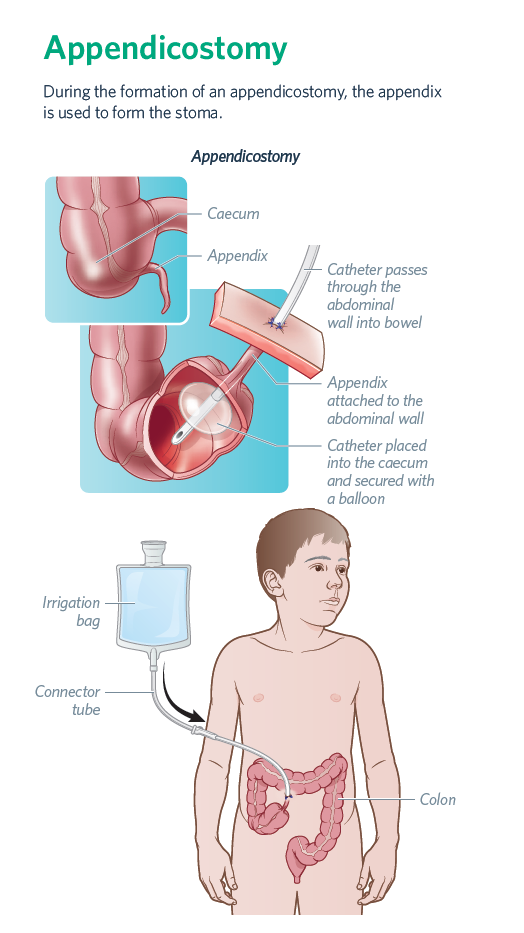 Appendicostomy
During the formation of an appendicostomy, the appendix
is used to form the stoma.
Appendicostomy
Caecum
Appendix
Catheter passes
through the
abdominal
wall into bowel
Appendix
attached to the
abdominal wall
Catheter placed
into the caecum
and secured with
a balloon
Irrigation
bag
Connector
tube
Colon